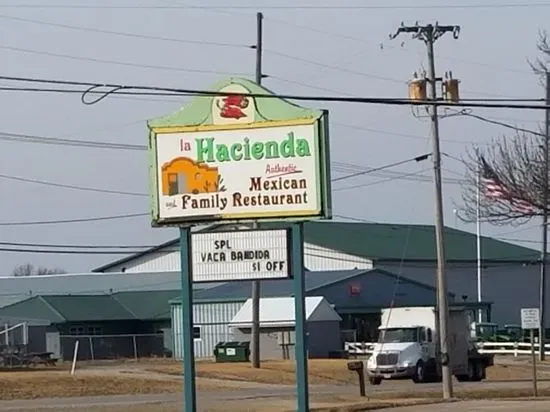 la Hacienda
Authentic
Mexican
and Family Restaurant
SPL
VACA BANDIDA
$1 OFF